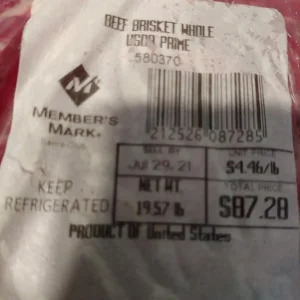 BEEF BRISKET WHOLE
USDA PRIME
580370
MEMBER'S
MARK®
212526 087285
SELL BY
Jul 29, 21
UNIT PRICE
$4.46/lb
KEEP
REFRIGERATED
NET WT
19.57 lb
TOTAL PRICE
$87.28
PRODUCT OF United States